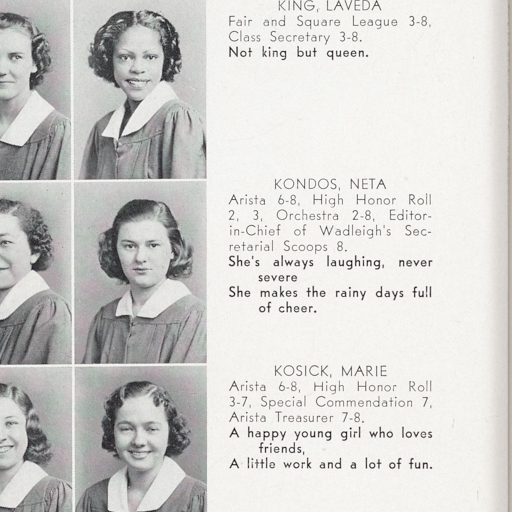 KING, LAVEDA
Fair and Square League 3-8,
Class Secretary 3-8.
Not king but queen.
KONDOS, NETA
Arista 6-8, High Honor Roll
2, 3, Orchestra 2-8, Editor-
in-Chief of Wadleigh's Sec-
retarial Scoops 8.
She's always laughing, never
severe
She makes the rainy days full
of cheer.
KOSICK, MARIE
Arista 6-8, High Honor Roll
3-7, Special Commendation 7,
Arista Treasurer 7-8.
A happy young girl who loves
friends,
A little work and a lot of fun.